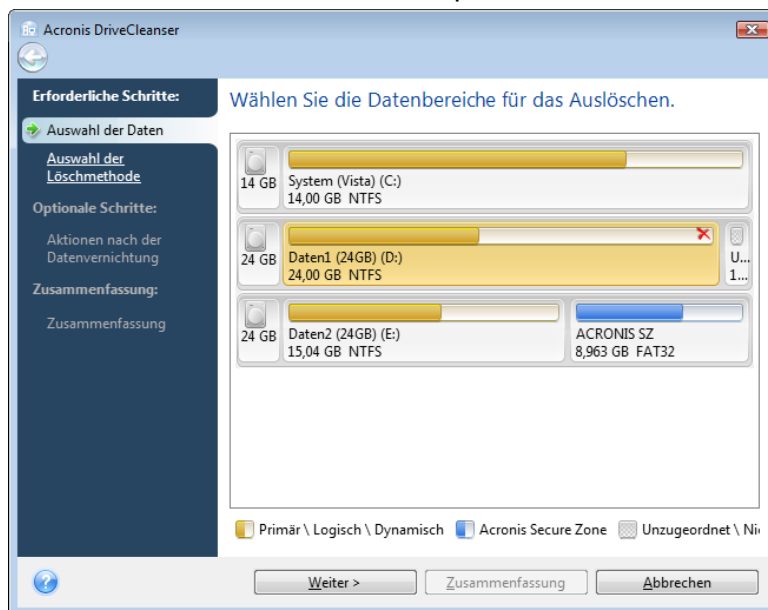 Acronis DriveCleanser
Erforderliche Schritte:
Auswahl der Daten
Auswahl der
Löschmethode
Optionale Schritte:
Aktionen nach der
Datenvernichtung
Zusammenfassung:
Zusammenfassung
Wählen Sie die Datenbereiche für das Auslöschen.
14 GB
System (Vista) (C:)
14,00 GB NTFS
24 GB
Daten1 (24GB) (D:)
24,00 GB NTFS
U...
1...
24 GB
Daten2 (24GB) (E:)
15,04 GB NTFS
ACRONIS SZ
8,963 GB FAT32
Primär \ Logisch \ Dynamisch
Acronis Secure Zone
Unzugeordnet \ Ni
Weiter >
Zusammenfassung
Abbrechen